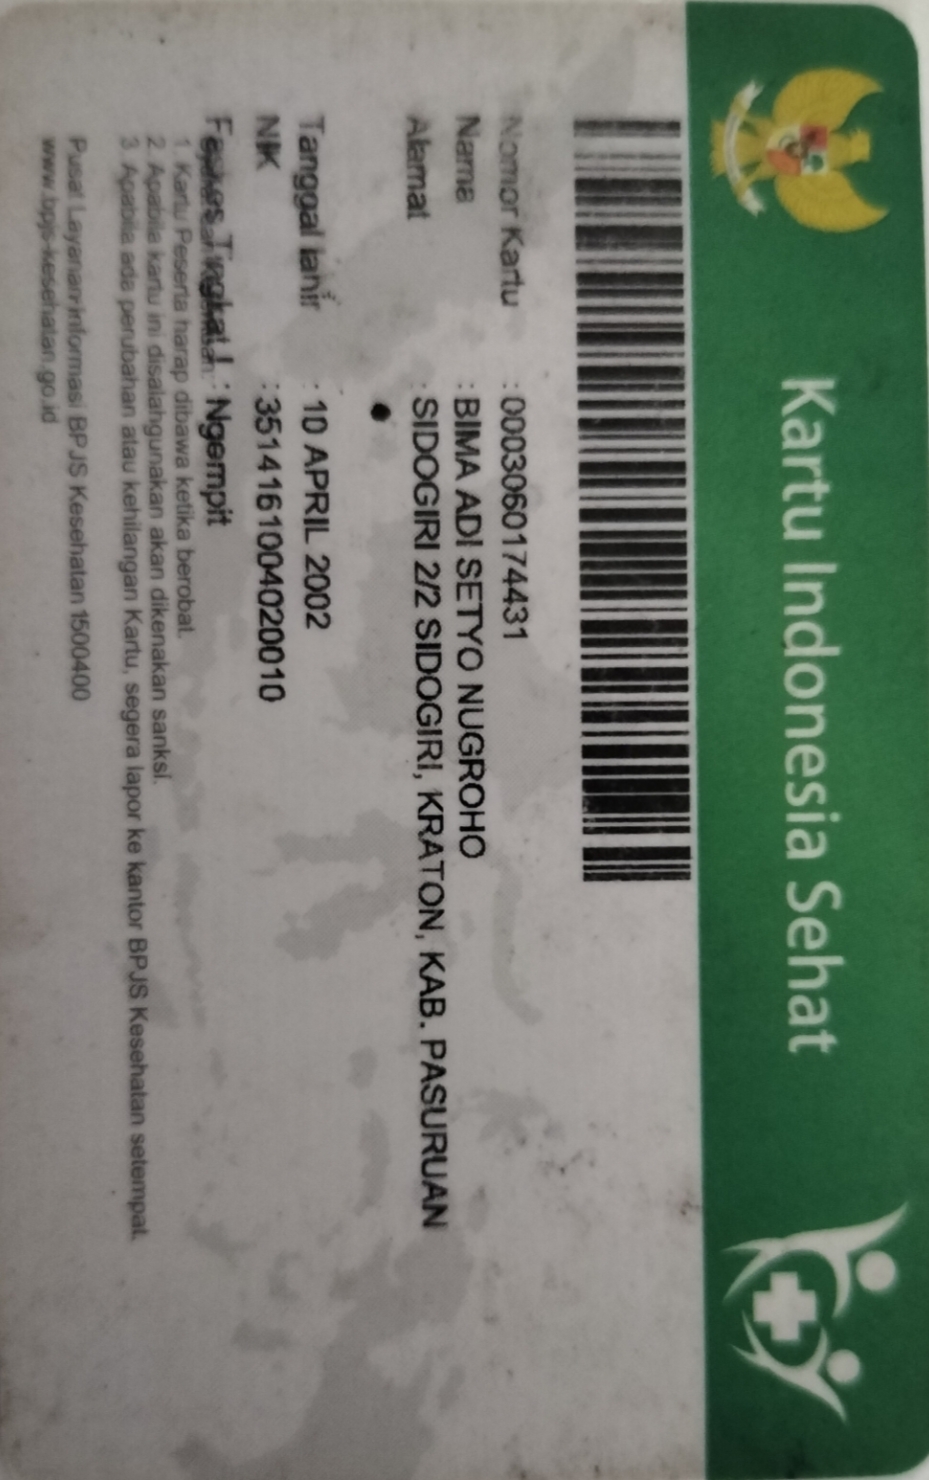 Kartu Indonesia Sehat
Nomor Kartu : 0003060174431
Nama : BIMA ADI SETYO NUGROHO
Alamat : SIDOGIRI 2/2 SIDOGIRI, KRATON, KAB. PASURUAN
Tanggal lahir : 10 APRIL 2002
NIK : 3514161004020010
Faskes Tingkat I : Ngempit
1 Kartu Peserta harap dibawa ketika berobat.
2 Apabila kartu ini disalahgunakan akan dikenakan sanksi.
3 Apabila ada perubahan atau kehilangan Kartu, segera lapor ke kantor BPJS Kesehatan setempat.
Pusat Layanan Informasi BPJS Kesehatan 1500400
www.bpjs-kesehatan.go.id